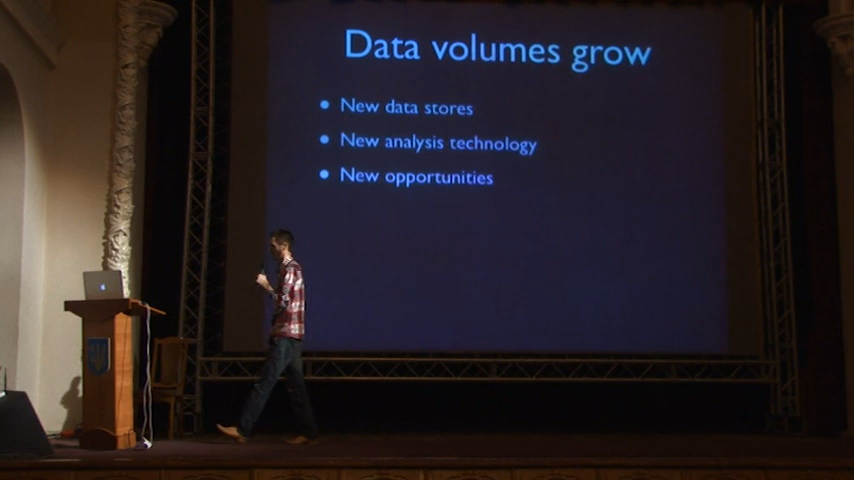 Data volumes grow
New data stores
New analysis technology
New opportunities